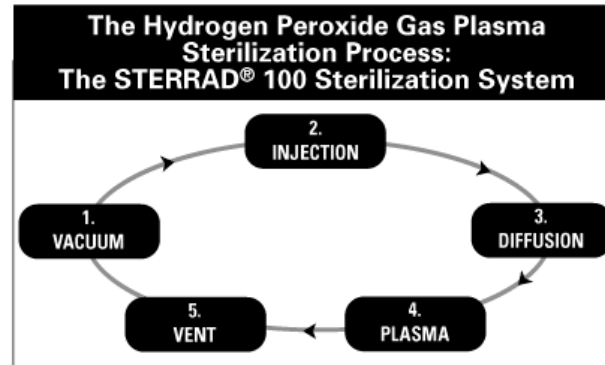 The Hydrogen Peroxide Gas Plasma
Sterilization Process:
The STERRAD® 100 Sterilization System
2.
INJECTION
1.
VACUUM
3.
DIFFUSION
5.
VENT
4.
PLASMA